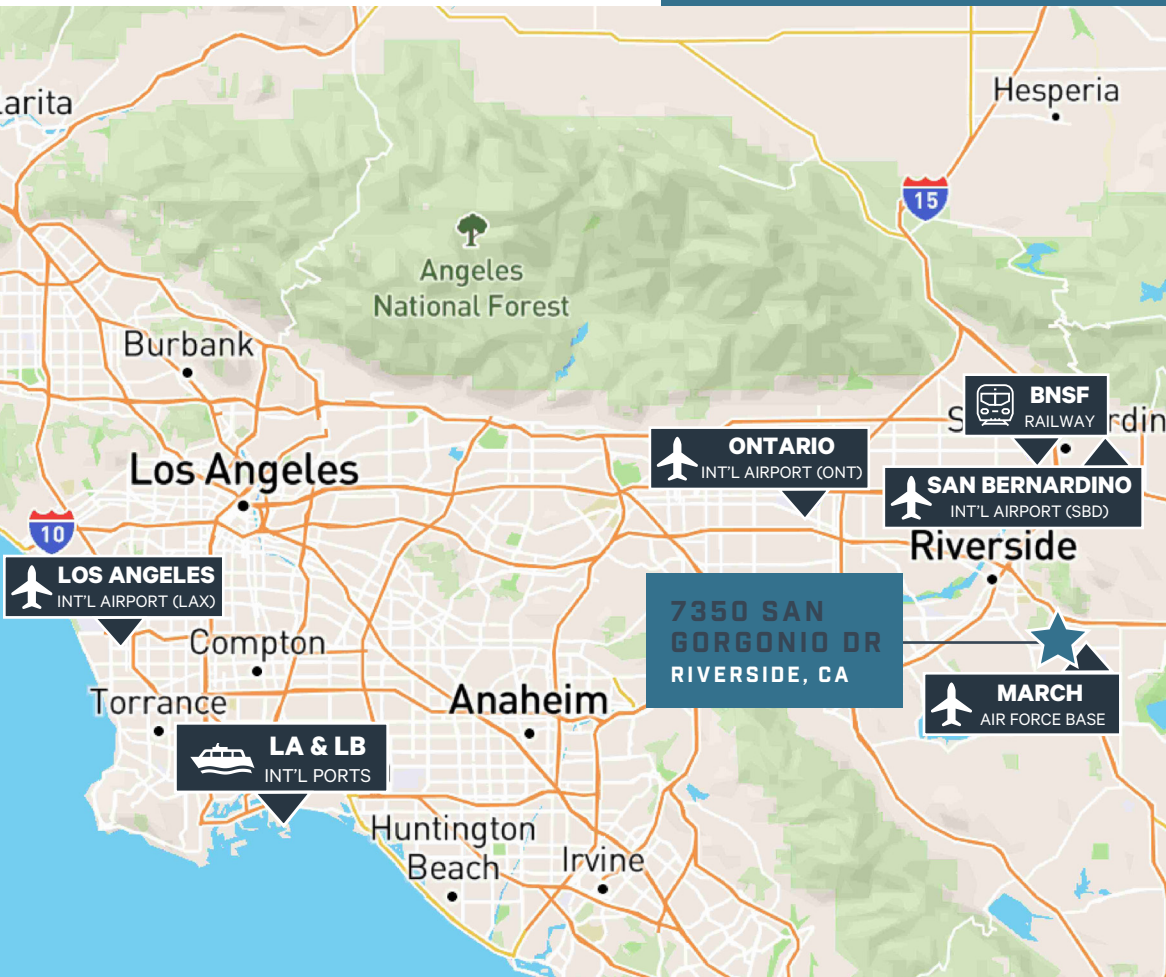 larita
Hesperia
15
Angeles
National Forest
Burbank
BNSF
RAILWAY
S
rdin
ONTARIO
INT'L AIRPORT (ONT)
Los Angeles
SAN BERNARDINO
INT'L AIRPORT (SBD)
10
Riverside
LOS ANGELES
INT'L AIRPORT (LAX)
7350 SAN
GORGONIO DR
RIVERSIDE, CA
Compton
Torrance
Anaheim
MARCH
AIR FORCE BASE
LA & LB
INT'L PORTS
Huntington
Beach
Irvine